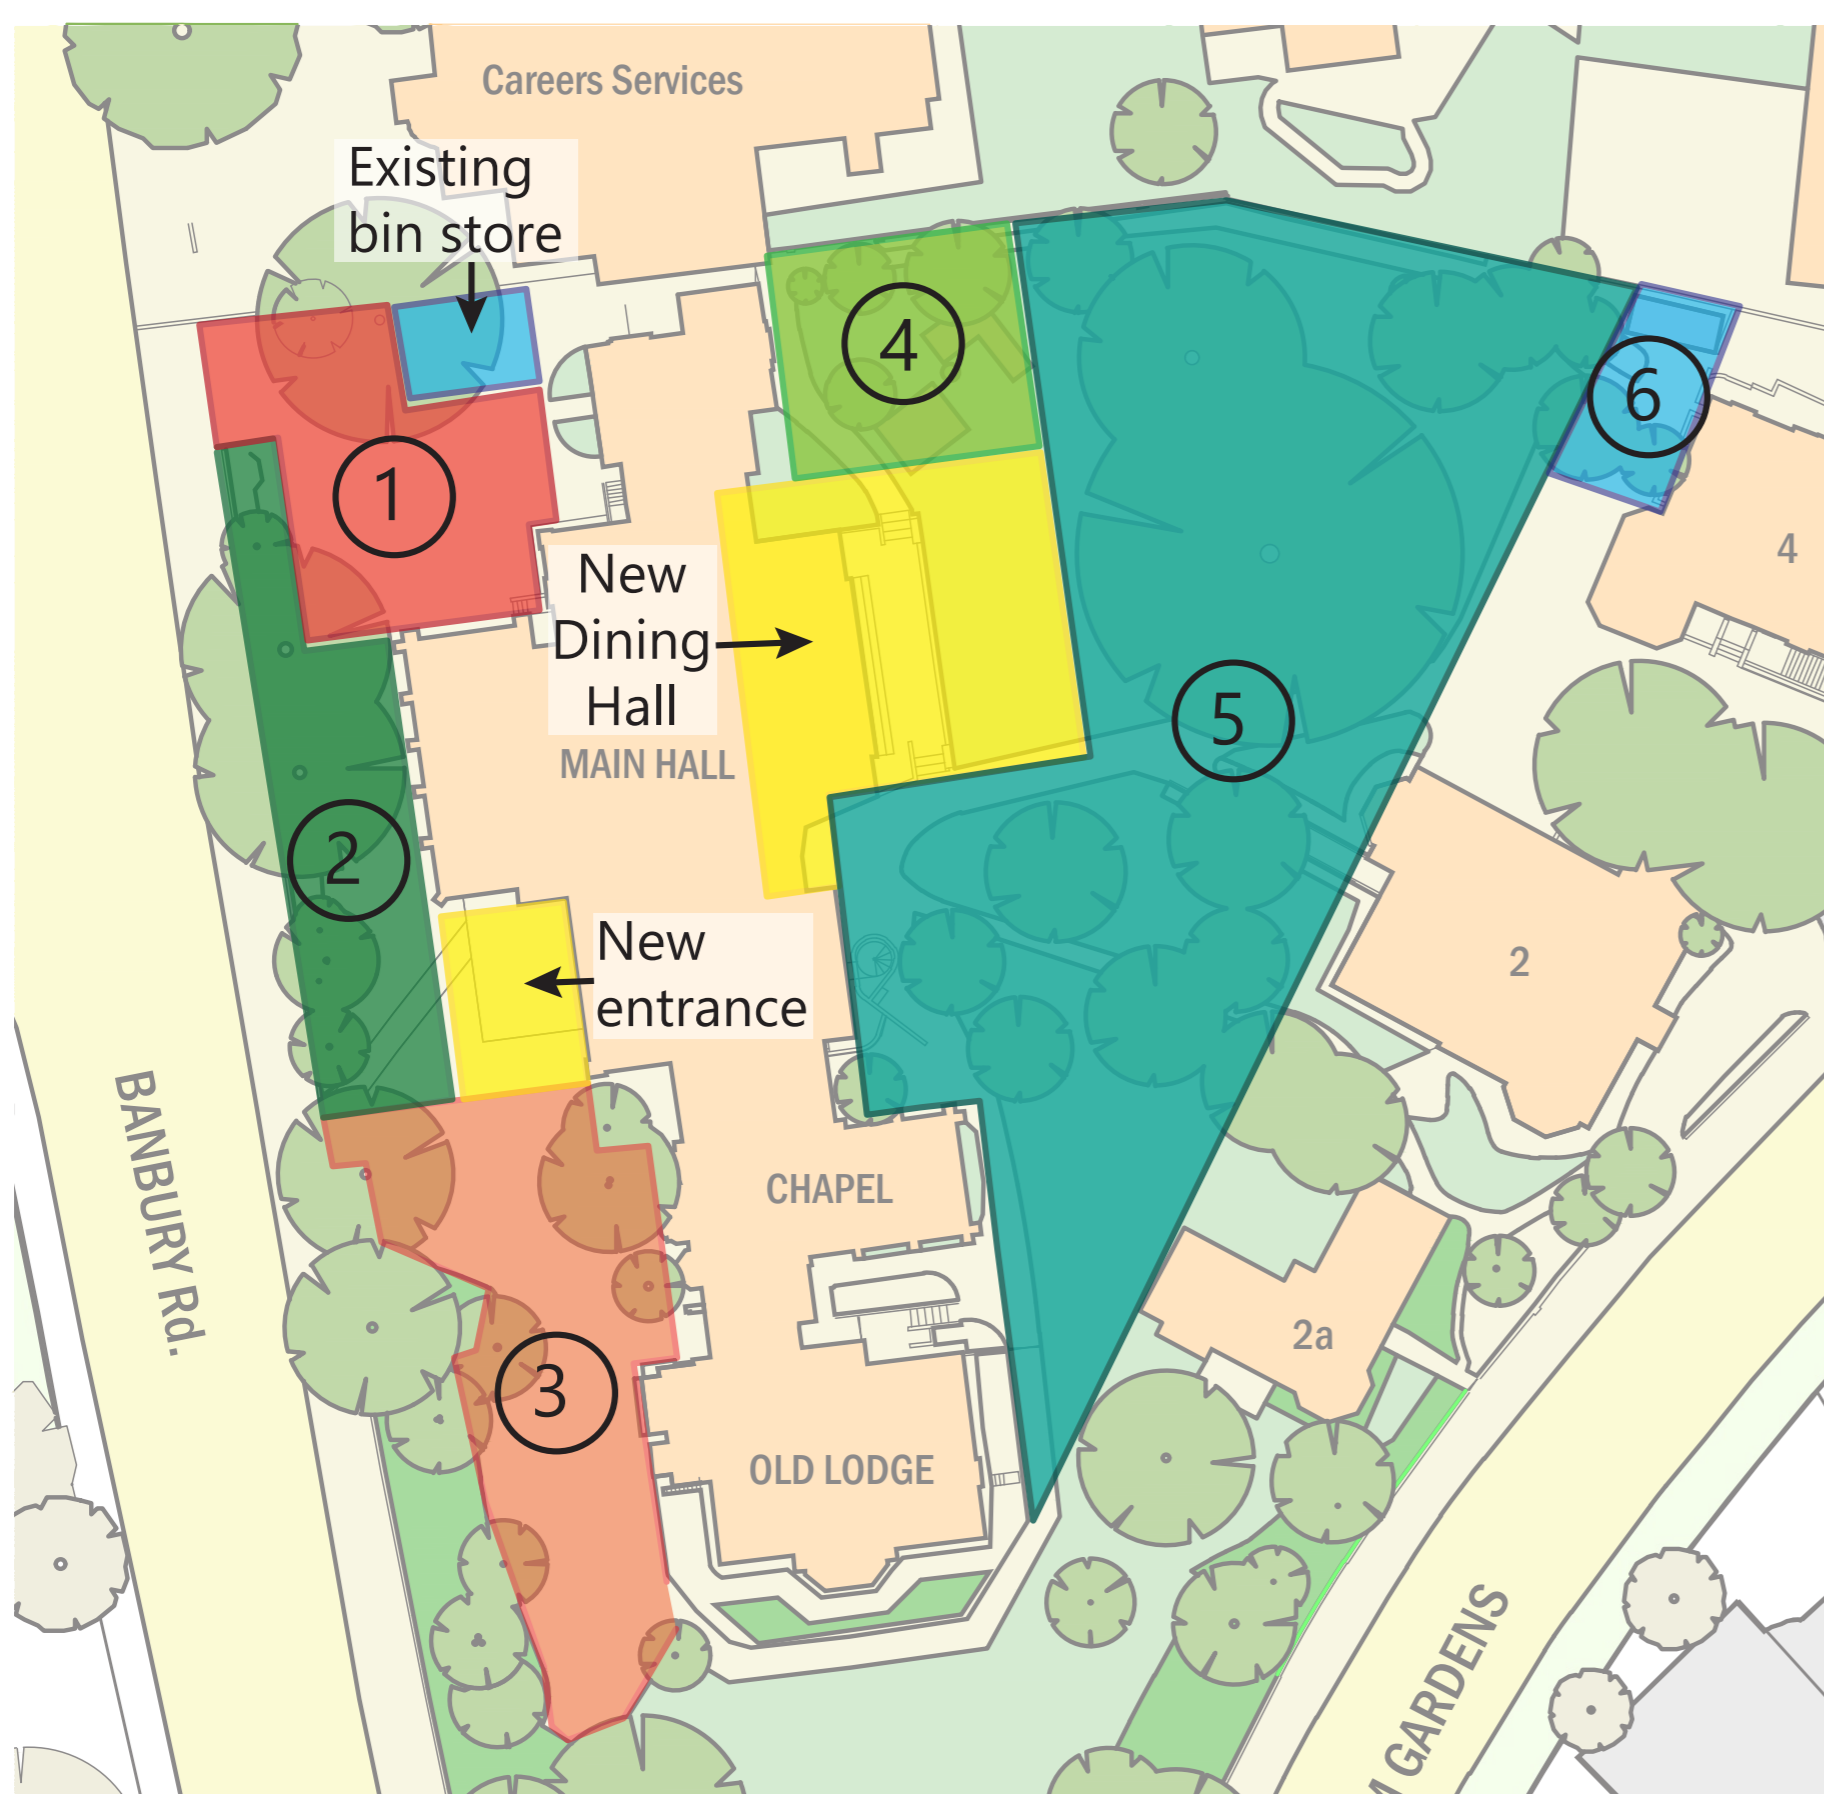 Careers Services
Existing
bin store
4
6
1
4
New
Dining
Hall
5
MAIN HALL
2
New
entrance
2
BANBURY Rd.
CHAPEL
2a
3
OLD LODGE
GARDENS